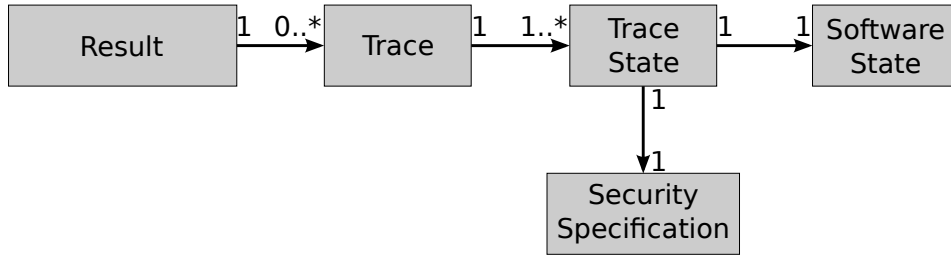 Result
1
0..*
Trace
1
1..*
Trace
State
1
1
Software
State
1
1
Security
Specification